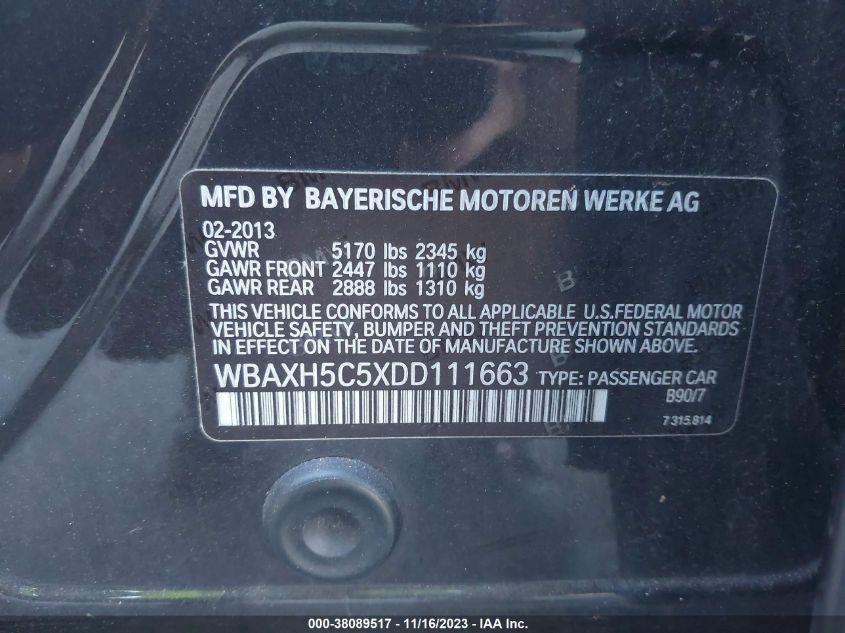 MFD BY BAYERISCHE MOTOREN WERKE AG
02-2013
GVWR 5170 lbs 2345 kg
GAWR FRONT 2447 lbs 1110 kg
GAWR REAR 2888 lbs 1310 kg
THIS VEHICLE CONFORMS TO ALL APPLICABLE U.S.FEDERAL MOTOR
VEHICLE SAFETY, BUMPER AND THEFT PREVENTION STANDARDS
IN EFFECT ON THE DATE OF MANUFACTURE SHOWN ABOVE.
WBAXH5C5XDD111663 TYPE: PASSENGER CAR
B90/7
7 315.814
000-38089517 - 11/16/2023 - IAA Inc.